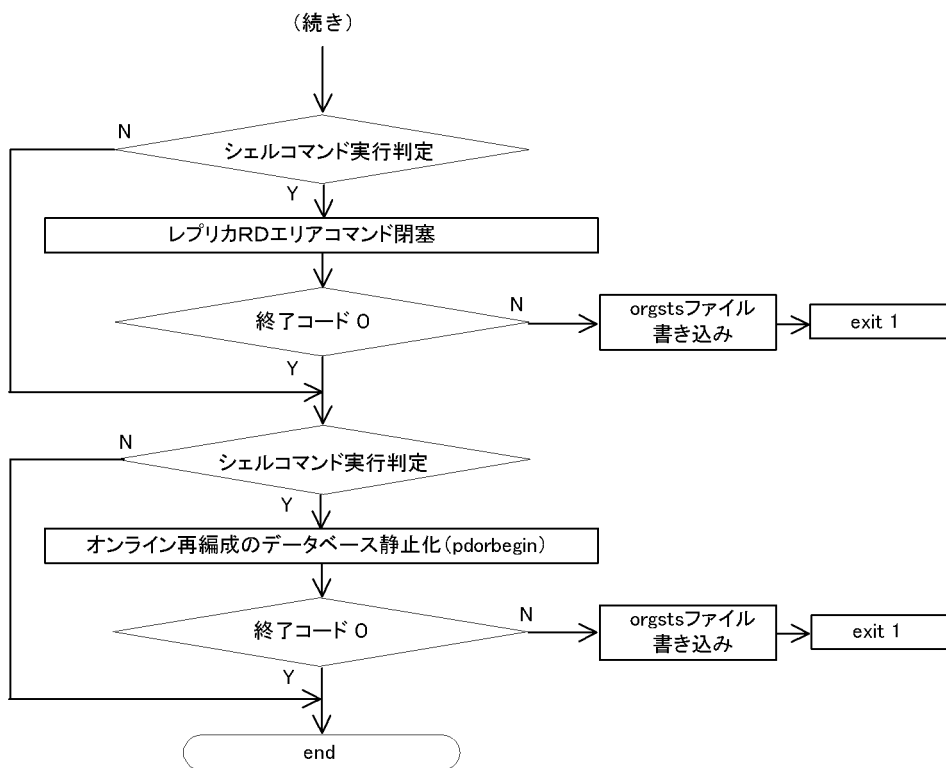 (続き)
N
シェルコマンド実行判定
Y
レプリカRDエリアコマンド閉塞
終了コード 0
N
orgstsファイル
書き込み
exit 1
Y
N
シェルコマンド実行判定
Y
オンライン再編成のデータベース静止化(pdorbegin)
終了コード 0
N
orgstsファイル
書き込み
exit 1
Y
end